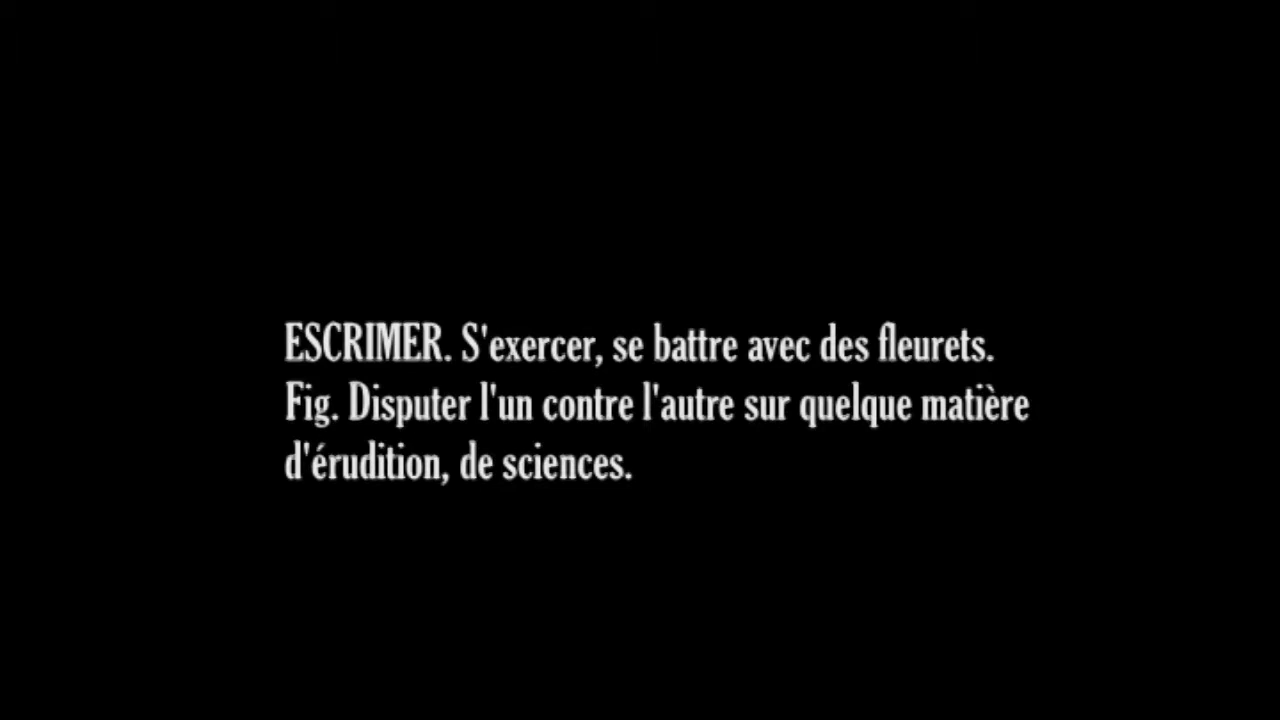 ESCRIMER. S'exercer, se battre avec des fleurets.
Fig. Disputer l'un contre l'autre sur quelque matière
d'érudition, de sciences.